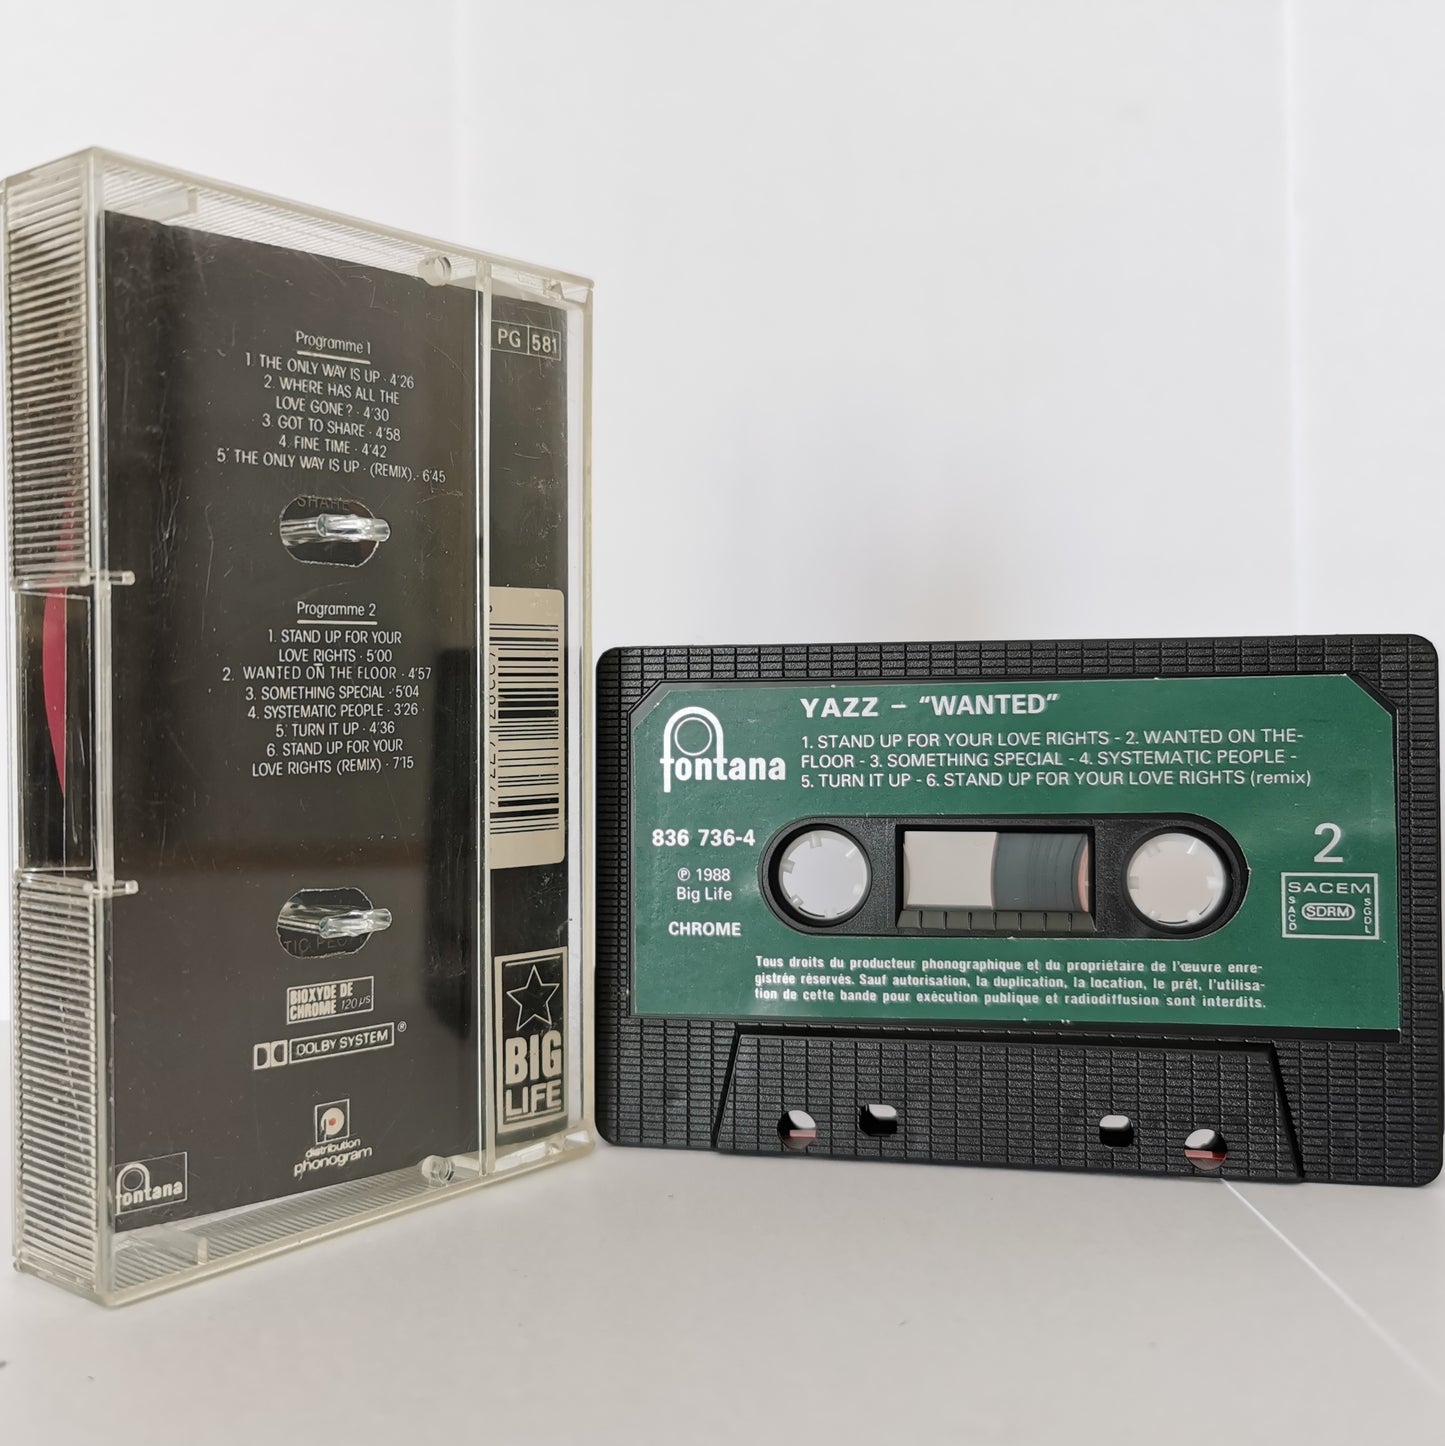 Programme 1
1. THE ONLY WAY IS UP · 4'26
2. WHERE HAS ALL THE
LOVE GONE? · 4'30
3. GOT TO SHARE · 4'58
4. FINE TIME · 4'42
5. THE ONLY WAY IS UP · (REMIX) · 6'45
SHARE
Programme 2
1. STAND UP FOR YOUR
LOVE RIGHTS · 5'00
2. WANTED ON THE FLOOR · 4'57
3. SOMETHING SPECIAL · 5'04
4. SYSTEMATIC PEOPLE · 3'26
5. TURN IT UP · 4'36
6. STAND UP FOR YOUR
LOVE RIGHTS (REMIX) · 7'15
BIOXYDE DE
CHROME 120 µs
DOLBY SYSTEM ®
distribution
phonogram
fontana
PG 581
BIG
LIFE
fontana
YAZZ – "WANTED"
1. STAND UP FOR YOUR LOVE RIGHTS - 2. WANTED ON THE-
FLOOR - 3. SOMETHING SPECIAL - 4. SYSTEMATIC PEOPLE -
5. TURN IT UP - 6. STAND UP FOR YOUR LOVE RIGHTS (remix)
836 736-4
℗ 1988
Big Life
CHROME
2
SACEM
SACD
SDRM
SGDL
Tous droits du producteur phonographique et du propriétaire de l'œuvre enre-
gistrée réservés. Sauf autorisation, la duplication, la location, le prêt, l'utilisa-
tion de cette bande pour exécution publique et radiodiffusion sont interdits.